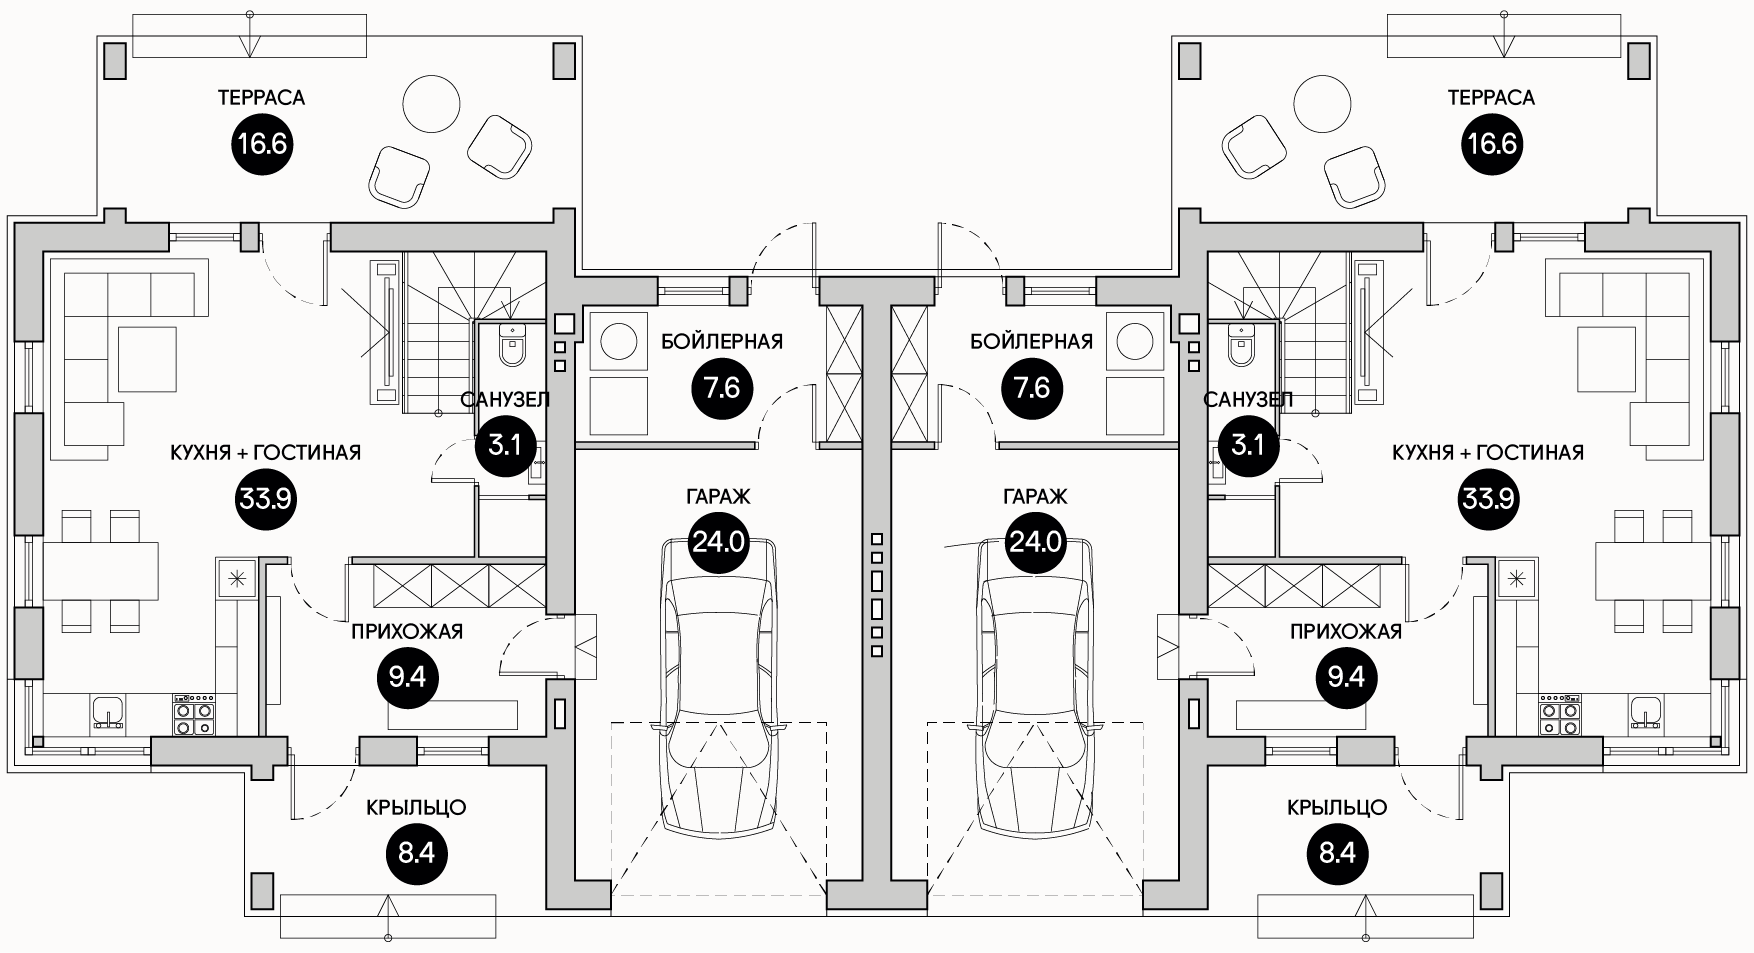 ТЕРРАСА
16.6
ТЕРРАСА
16.6
БОЙЛЕРНАЯ
7.6
БОЙЛЕРНАЯ
7.6
САНУЗЕЛ
3.1
САНУЗЕЛ
3.1
КУХНЯ + ГОСТИНАЯ
33.9
КУХНЯ + ГОСТИНАЯ
33.9
ГАРАЖ
24.0
ГАРАЖ
24.0
ПРИХОЖАЯ
9.4
ПРИХОЖАЯ
9.4
КРЫЛЬЦО
8.4
КРЫЛЬЦО
8.4